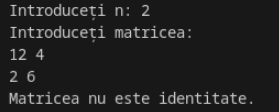 Introduceți n: 2
Introduceți matricea:
12 4
2 6
Matricea nu este identitate.